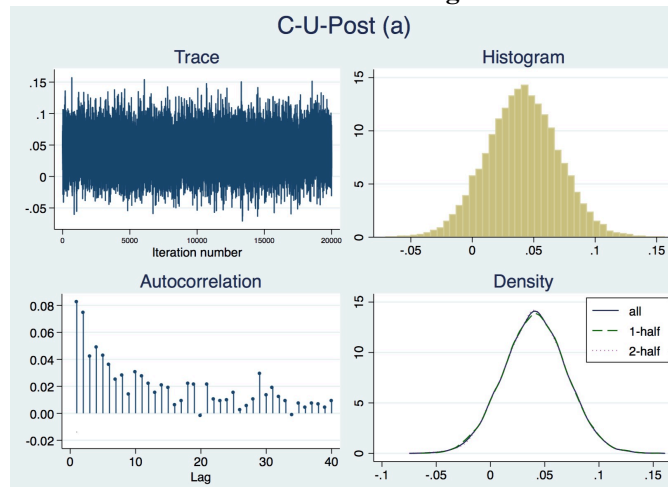 C-U-Post (a)
Trace
.15
.1
.05
0
-.05
0 5000 10000 15000 20000
Iteration number
Histogram
15
10
5
0
-.05 0 .05 .1 .15
Autocorrelation
0.08
0.06
0.04
0.02
0.00
-0.02
0 10 20 30 40
Lag
Density
15
10
5
0
-.1 -.05 0 .05 .1 .15
all
1-half
2-half